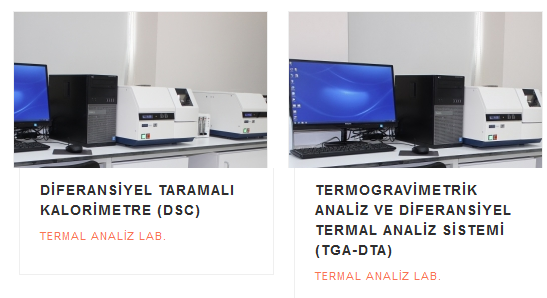 DİFERANSİYEL TARAMALI
KALORİMETRE (DSC)
TERMAL ANALİZ LAB.
TERMOGRAVİMETRİK
ANALİZ VE DİFERANSİYEL
TERMAL ANALİZ SİSTEMİ
(TGA-DTA)
TERMAL ANALİZ LAB.